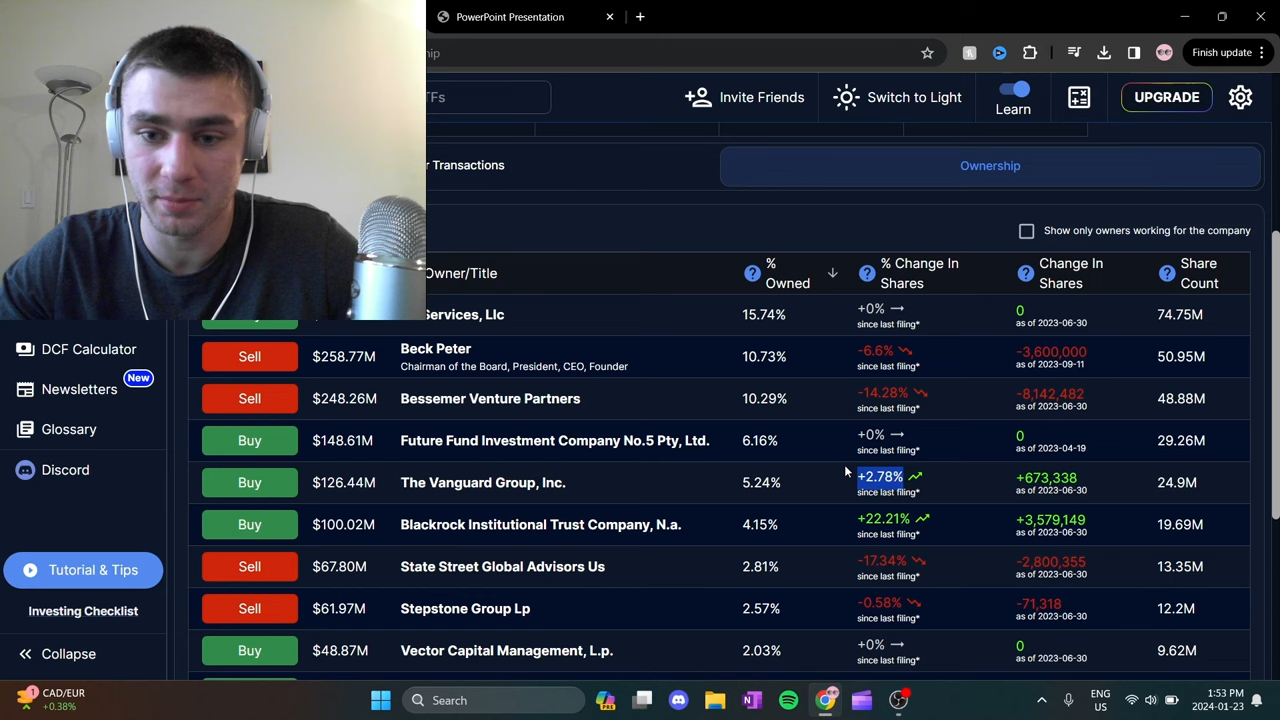 PowerPoint Presentation
hip
Finish update
TFs
Invite Friends
Switch to Light
Learn
UPGRADE
r Transactions
Ownership
Show only owners working for the company
Owner/Title
% Owned
% Change In Shares
Change In Shares
Share Count
Services, Llc
15.74%
+0%
since last filing*
0
as of 2023-06-30
74.75M
Sell
$258.77M
Beck Peter
Chairman of the Board, President, CEO, Founder
10.73%
-6.6%
since last filing*
-3,600,000
as of 2023-09-11
50.95M
Sell
$248.26M
Bessemer Venture Partners
10.29%
-14.28%
since last filing*
-8,142,482
as of 2023-06-30
48.88M
Buy
$148.61M
Future Fund Investment Company No.5 Pty, Ltd.
6.16%
+0%
since last filing*
0
as of 2023-04-19
29.26M
Buy
$126.44M
The Vanguard Group, Inc.
5.24%
+2.78%
since last filing*
+673,338
as of 2023-06-30
24.9M
Buy
$100.02M
Blackrock Institutional Trust Company, N.a.
4.15%
+22.21%
since last filing*
+3,579,149
as of 2023-06-30
19.69M
Sell
$67.80M
State Street Global Advisors Us
2.81%
-17.34%
since last filing*
-2,800,355
as of 2023-06-30
13.35M
Sell
$61.97M
Stepstone Group Lp
2.57%
-0.58%
since last filing*
-71,318
as of 2023-06-30
12.2M
Buy
$48.87M
Vector Capital Management, L.p.
2.03%
+0%
since last filing*
0
as of 2023-06-30
9.62M
DCF Calculator
Newsletters
New
Glossary
Discord
Tutorial & Tips
Investing Checklist
Collapse
1
CAD/EUR
+0.38%
Search
PRE
ENG
US
1:53 PM
2024-01-23